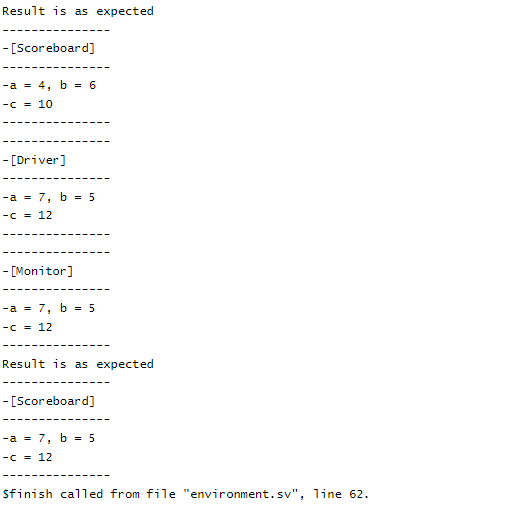 Result is as expected
---------------
-[Scoreboard]
---------------
-a = 4, b = 6
-c = 10
---------------
---------------
-[Driver]
---------------
-a = 7, b = 5
-c = 12
---------------
---------------
-[Monitor]
---------------
-a = 7, b = 5
-c = 12
---------------
Result is as expected
---------------
-[Scoreboard]
---------------
-a = 7, b = 5
-c = 12
---------------
$finish called from file "environment.sv", line 62.